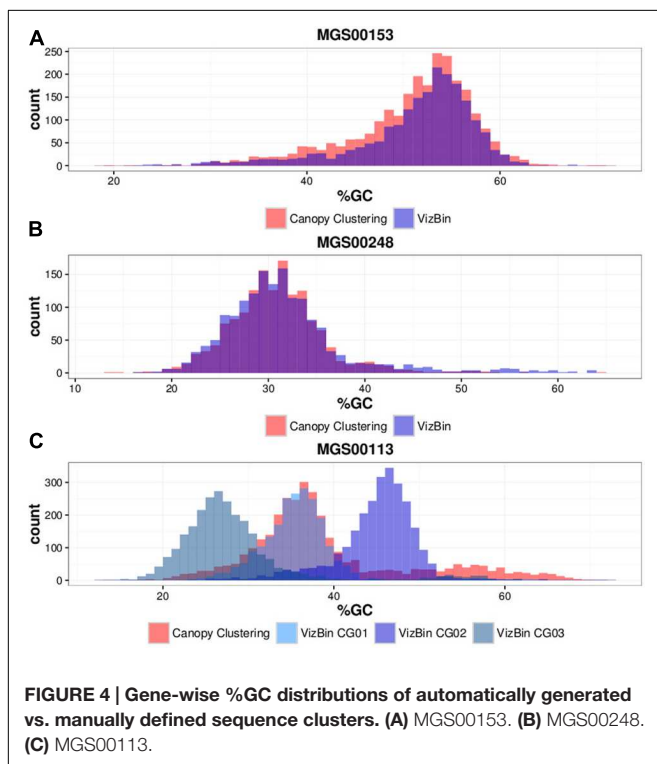 A
MGS00153
250
200
150
100
50
0
count
20 40 60
%GC
Canopy Clustering VizBin
B
MGS00248
150
100
50
0
count
10 20 30 40 50 60
%GC
Canopy Clustering VizBin
C
MGS00113
300
200
100
0
count
20 40 60
%GC
Canopy Clustering VizBin CG01 VizBin CG02 VizBin CG03
FIGURE 4 | Gene-wise %GC distributions of automatically generated
vs. manually defined sequence clusters. (A) MGS00153. (B) MGS00248.
(C) MGS00113.